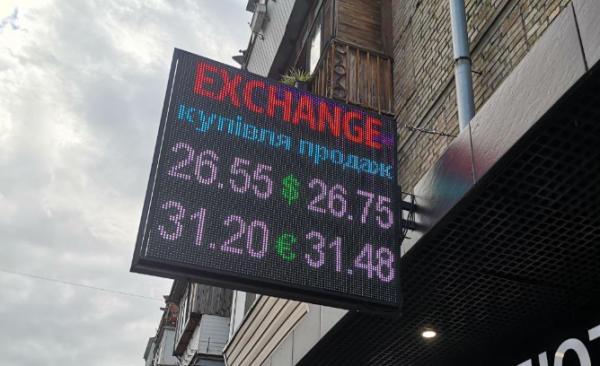 EXCHANGE
купівля продаж
26.55 $ 26.75
31.20 € 31.48